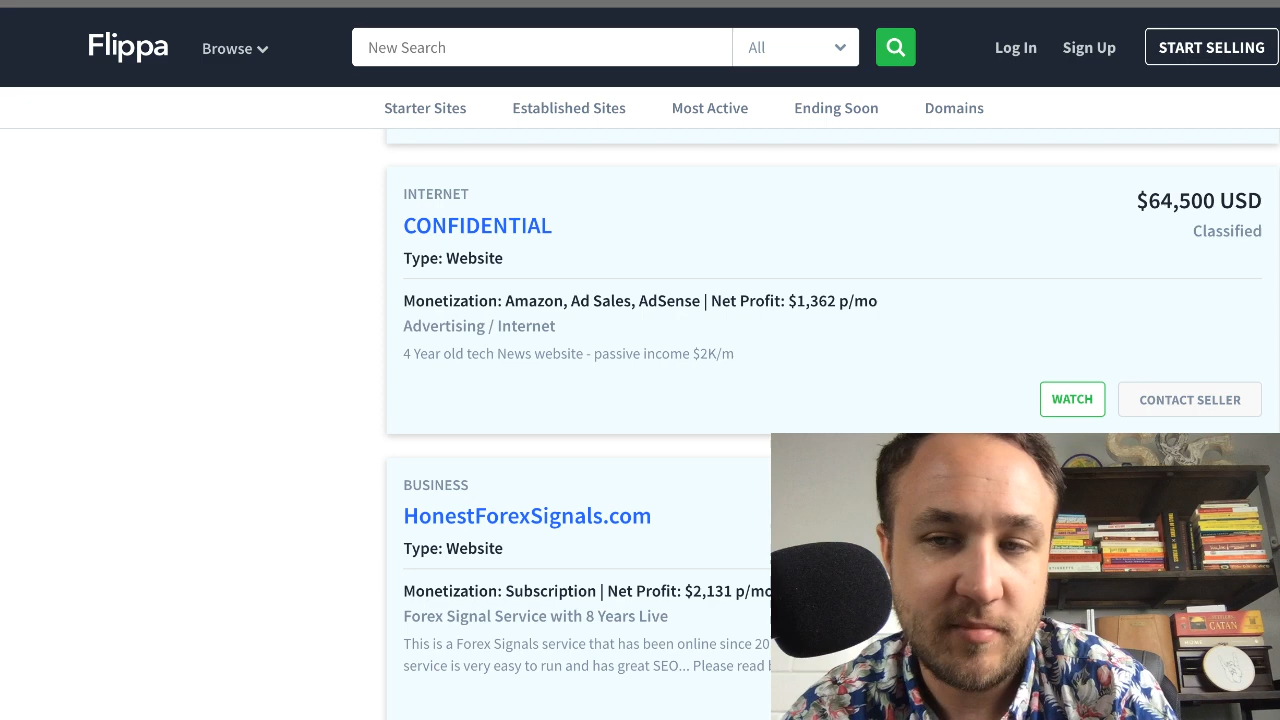 Flippa
Browse
New Search
All
Log In
Sign Up
START SELLING
Starter Sites
Established Sites
Most Active
Ending Soon
Domains
INTERNET
$64,500 USD
CONFIDENTIAL
Classified
Type: Website
Monetization: Amazon, Ad Sales, AdSense | Net Profit: $1,362 p/mo
Advertising / Internet
4 Year old tech News website - passive income $2K/m
WATCH
CONTACT SELLER
BUSINESS
HonestForexSignals.com
Type: Website
Monetization: Subscription | Net Profit: $2,131 p/mo
Forex Signal Service with 8 Years Live
This is a Forex Signals service that has been online since 20
service is very easy to run and has great SEO... Please read
CATAN